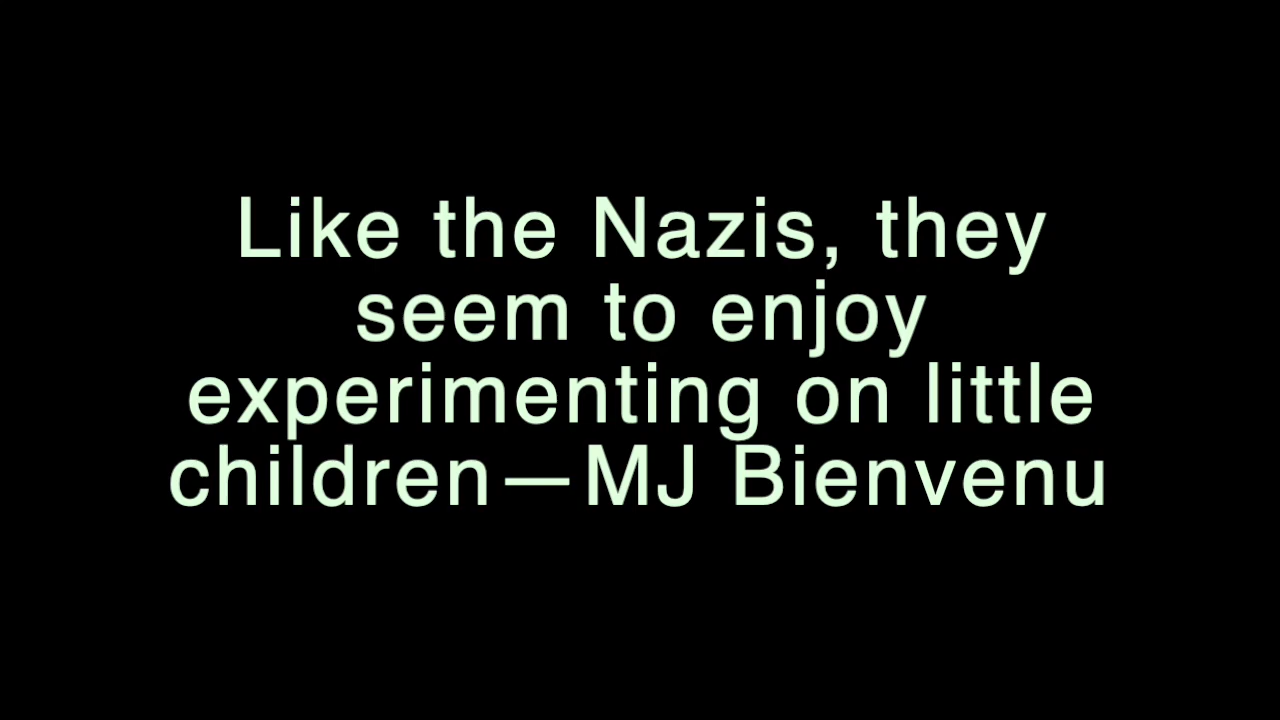 Like the Nazis, they
seem to enjoy
experimenting on little
children—MJ Bienvenu